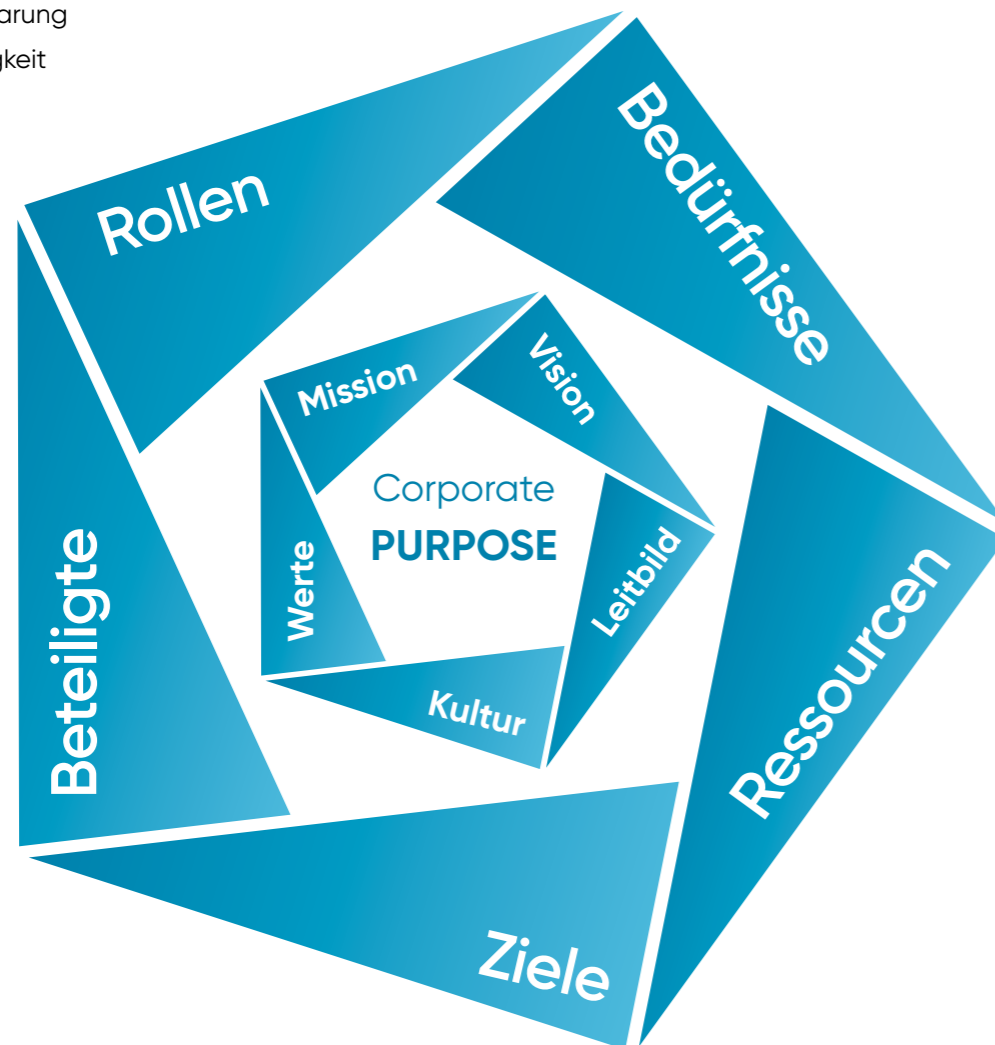 arung
gkeit
Rollen
Bedürfnisse
Mission
Vision
Corporate
PURPOSE
Werte
Leitbild
Kultur
Beteiligte
Ressourcen
Ziele